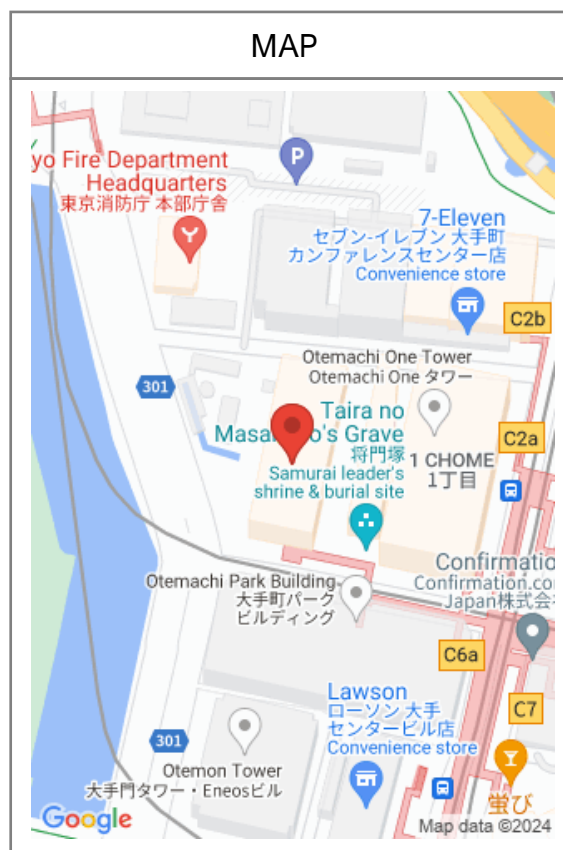 MAP
yo Fire Department
Headquarters
東京消防庁 本部庁舎
P
7-Eleven
セブン-イレブン 大手町
カンファレンスセンター店
Convenience store
C2b
Otemachi One Tower
Otemachi One タワー
301
Taira no
Grave
将門塚
Samurai leader's
shrine & burial site
C2a
1 CHOME
1丁目
Confirmatio
Confirmation.co
Japan株式会
Otemachi Park Building
大手町パーク
ビルディング
C6a
C7
Lawson
ローソン 大手
センタービル店
Convenience store
301
Otemon Tower
大手門タワー・Eneosビル
蛍び
Google
Map data ©2024